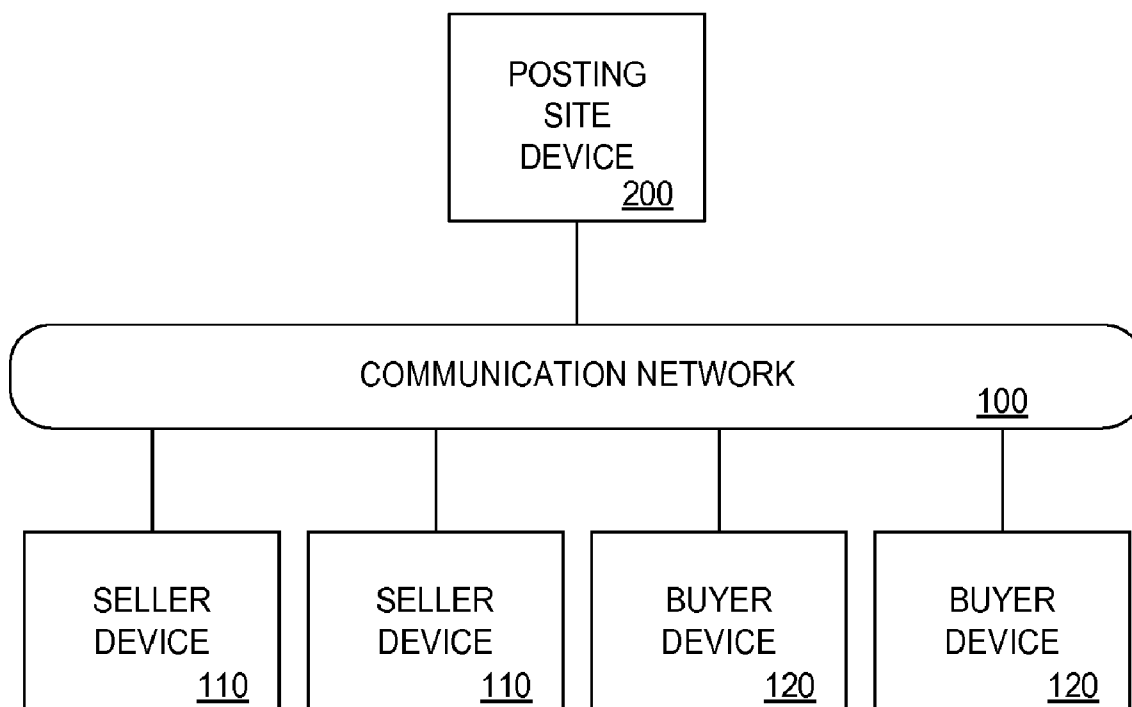 POSTING
SITE
DEVICE
200
COMMUNICATION NETWORK
100
SELLER
DEVICE
110
SELLER
DEVICE
110
BUYER
DEVICE
120
BUYER
DEVICE
120